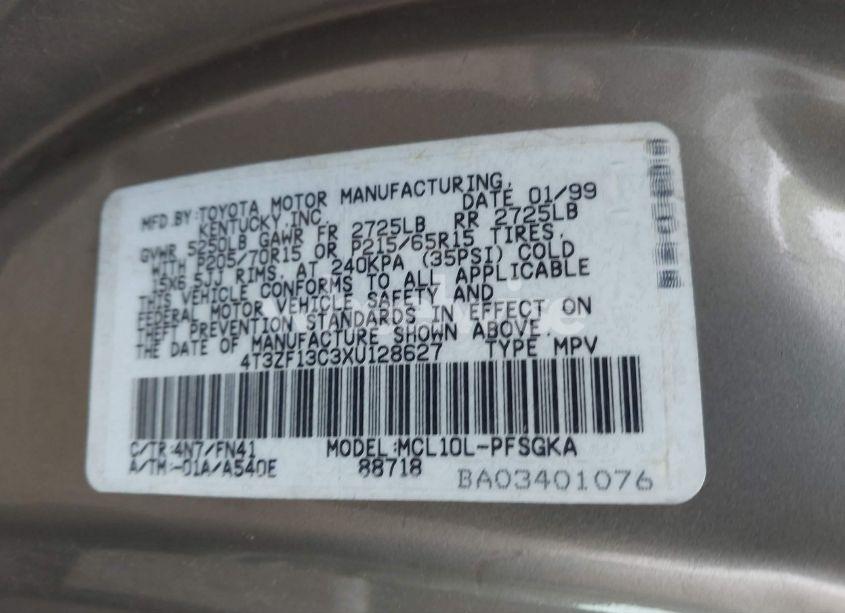 MFD.BY:TOYOTA MOTOR MANUFACTURING,
KENTUCKY,INC. DATE 01/99
GVWR 5250LB GAWR FR 2725LB RR 2725LB
WITH P205/70R15 OR P215/65R15 TIRES,
15X6.5JJ RIMS, AT 240KPA (35PSI) COLD
THIS VEHICLE CONFORMS TO ALL APPLICABLE
FEDERAL MOTOR VEHICLE SAFETY AND
THEFT PREVENTION STANDARDS IN EFFECT ON
THE DATE OF MANUFACTURE SHOWN ABOVE.
4T3ZF13C3XU128627 TYPE MPV
C/TR:4N7/FN41 MODEL:MCL10L-PFSGKA
A/TM:-01A/A540E 88718
BA03401076